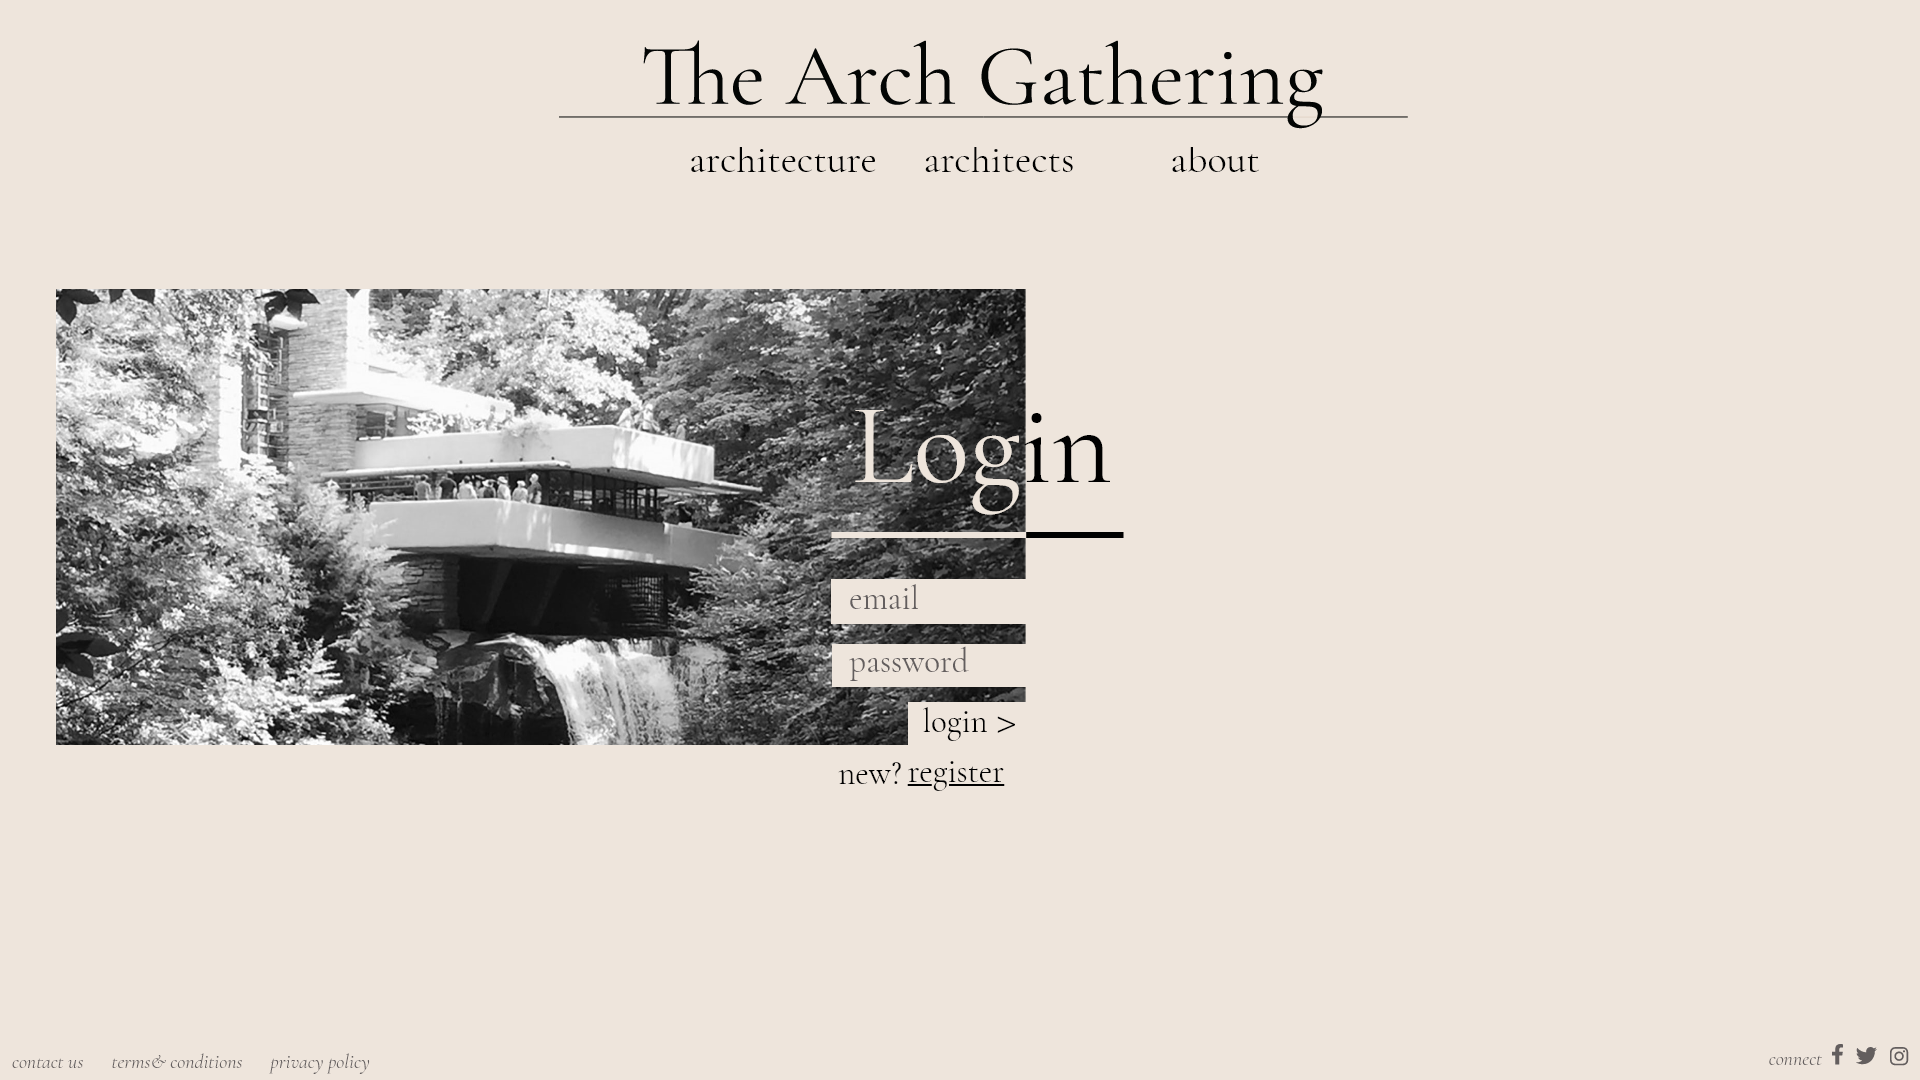 The Arch Gathering
architecture architects about
Login
email
password
login >
new? register
contact us terms& conditions privacy policy
connect